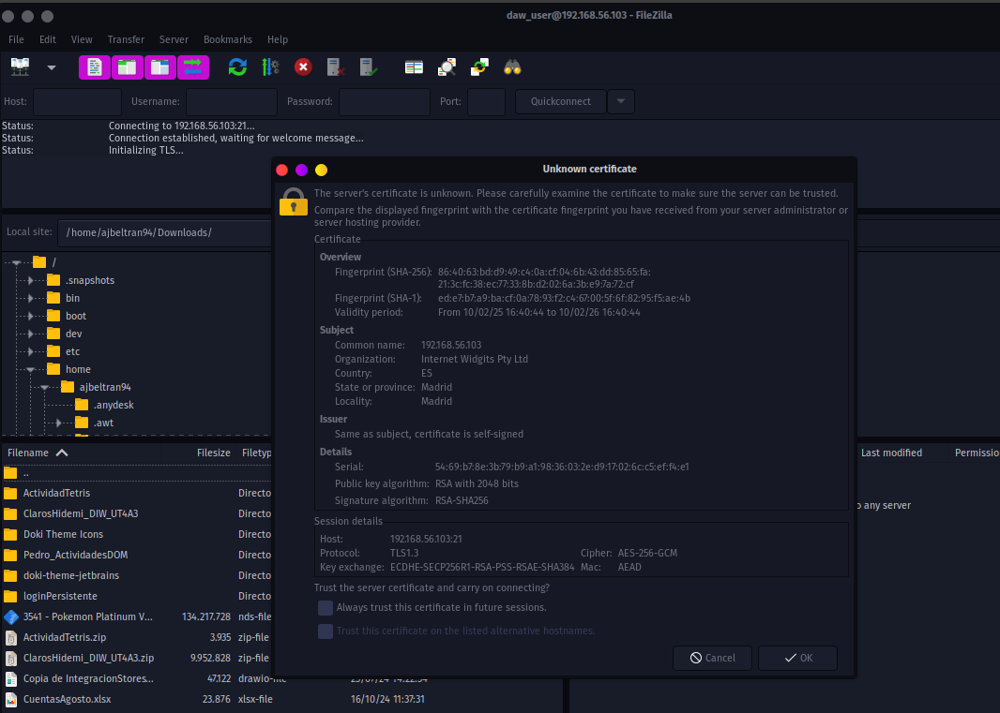 daw_user@192.168.56.103 - FileZilla
File Edit View Transfer Server Bookmarks Help
Host: Username: Password: Port: Quickconnect
Status: Connecting to 192.168.56.103:21...
Status: Connection established, waiting for welcome message...
Status: Initializing TLS...
Unknown certificate
The server's certificate is unknown. Please carefully examine the certificate to make sure the server can be trusted.
Compare the displayed fingerprint with the certificate fingerprint you have received from your server administrator or
server hosting provider.
Certificate
Overview
Fingerprint (SHA-256): 86:40:63:bd:d9:49:c4:0a:cf:04:6b:43:dd:85:65:fa:
21:3c:fc:38:ec:77:33:8b:d2:02:6a:3b:e9:7a:72:cf
Fingerprint (SHA-1): ed:e7:b7:a9:ba:cf:0a:78:93:f2:c4:67:00:5f:6f:82:95:f5:ae:4b
Validity period: From 10/02/25 16:40:44 to 10/02/26 16:40:44
Subject
Common name: 192.168.56.103
Organization: Internet Widgits Pty Ltd
Country: ES
State or province: Madrid
Locality: Madrid
Issuer
Same as subject, certificate is self-signed
Details
Serial: 54:69:b7:8e:3b:79:b9:a1:98:36:03:2e:d9:17:02:6c:c5:ef:f4:e1
Public key algorithm: RSA with 2048 bits
Signature algorithm: RSA-SHA256
Session details
Host: 192.168.56.103:21
Protocol: TLS1.3 Cipher: AES-256-GCM
Key exchange: ECDHE-SECP256R1-RSA-PSS-RSAE-SHA384 Mac: AEAD
Trust the server certificate and carry on connecting?
Always trust this certificate in future sessions.
Trust this certificate on the listed alternative hostnames.
Cancel OK
Local site: /home/ajbeltran94/Downloads/
/
.snapshots
bin
boot
dev
etc
home
ajbeltran94
.anydesk
.awt
Filename Filesize Filetyp
..
ActividadTetris Directo
ClarosHidemi_DIW_UT4A3 Directo
Doki Theme Icons Directo
Pedro_ActividadesDOM Directo
doki-theme-jetbrains Directo
loginPersistente Directo
3541 - Pokemon Platinum V... 134.217.728 nds-file
ActividadTetris.zip 3.935 zip-file
ClarosHidemi_DIW_UT4A3.zip 9.952.828 zip-file
Copia de IntegracionStores... 47.122 drawio-file 23/07/24 14:22:34
CuentasAgosto.xlsx 23.876 xlsx-file 16/10/24 11:37:31
Last modified Permissio
o any server